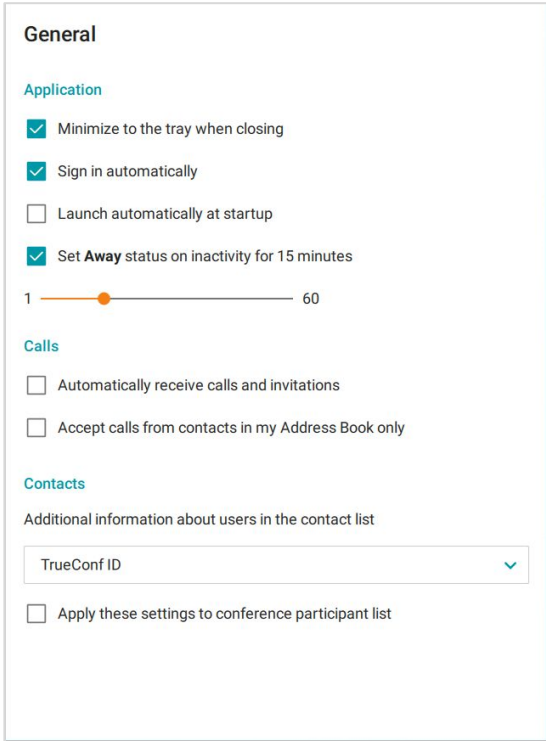 General
Application
Minimize to the tray when closing
Sign in automatically
Launch automatically at startup
Set Away status on inactivity for 15 minutes
1 60
Calls
Automatically receive calls and invitations
Accept calls from contacts in my Address Book only
Contacts
Additional information about users in the contact list
TrueConf ID
Apply these settings to conference participant list